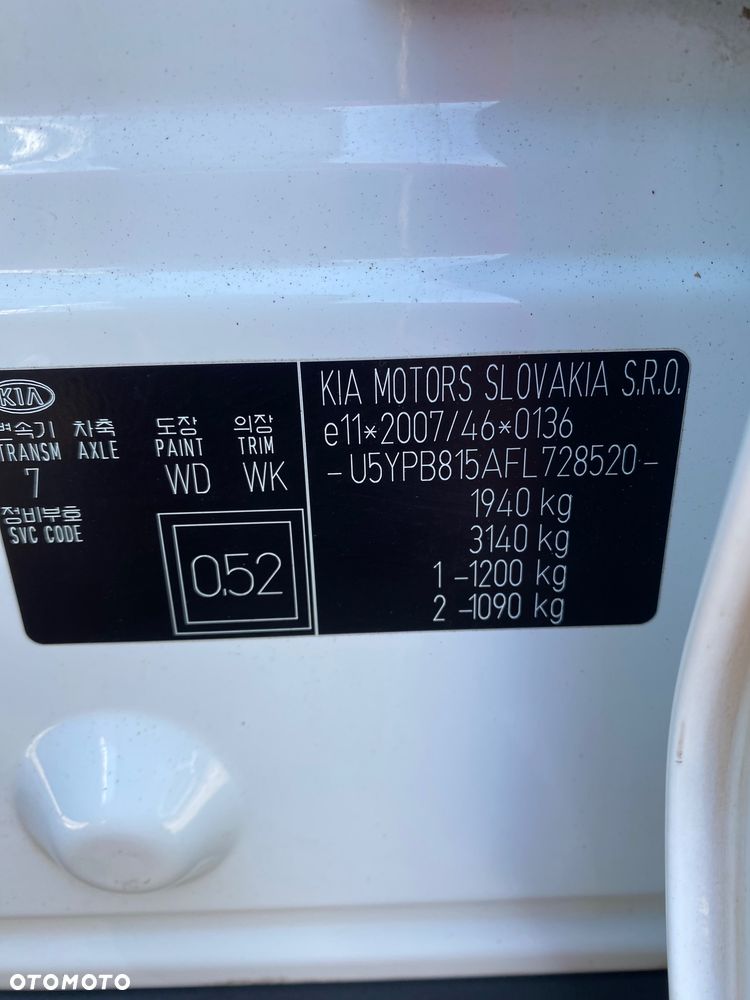 KIA
변속기 차축 도장 의장
TRANSM AXLE PAINT TRIM
7 WD WK
정비부호
SVC CODE
0.52
KIA MOTORS SLOVAKIA S.R.O.
e11*2007/46*0136
-U5YPB815AFL728520-
1940 kg
3140 kg
1 -1200 kg
2 -1090 kg
OTOMOTO